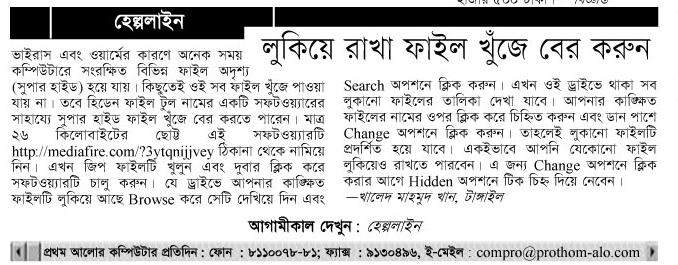 হেল্পলাইন
লুকিয়ে রাখা ফাইল খুঁজে বের করুন
ভাইরাস এবং ওয়ার্মের কারণে অনেক সময়
কম্পিউটারে সংরক্ষিত বিভিন্ন ফাইল অদৃশ্য
(সুপার হাইড) হয়ে যায়। কিছুতেই ওই সব ফাইল খুঁজে পাওয়া
যায় না। তবে হিডেন ফাইল টুল নামের একটি সফটওয়্যারের
সাহায্যে সুপার হাইড ফাইল খুঁজে বের করতে পারেন। মাত্র
২৬ কিলোবাইটের ছোট্ট এই সফটওয়্যারটি
http://mediafire.com/?3ytqnijjvey ঠিকানা থেকে নামিয়ে
নিন। এখন জিপ ফাইলটি খুলুন এবং দুবার ক্লিক করে
সফটওয়্যারটি চালু করুন। যে ড্রাইভে আপনার কাঙ্ক্ষিত
ফাইলটি লুকিয়ে আছে Browse করে সেটি দেখিয়ে দিন এবং
Search অপশনে ক্লিক করুন। এখন ওই ড্রাইভে থাকা সব
লুকানো ফাইলের তালিকা দেখা যাবে। আপনার কাঙ্ক্ষিত
ফাইলের নামের ওপর ক্লিক করে চিহ্নিত করুন এবং ডান পাশে
Change অপশনে ক্লিক করুন। তাহলেই লুকানো ফাইলটি
প্রদর্শিত হয়ে যাবে। একইভাবে আপনি যেকোনো ফাইল
লুকিয়েও রাখতে পারবেন। এ জন্য Change অপশনে ক্লিক
করার আগে Hidden অপশনে টিক চিহ্ন দিয়ে নেবেন।
—খালেদ মাহমুদ খান, টাঙ্গাইল
আগামীকাল দেখুন : হেল্পলাইন
প্রথম আলোর কম্পিউটার প্রতিদিন : ফোন : ৮১১০০৭৮-৮১; ফ্যাক্স : ৯১৩০৪৯৬, ই-মেইল : compro@prothom-alo.com